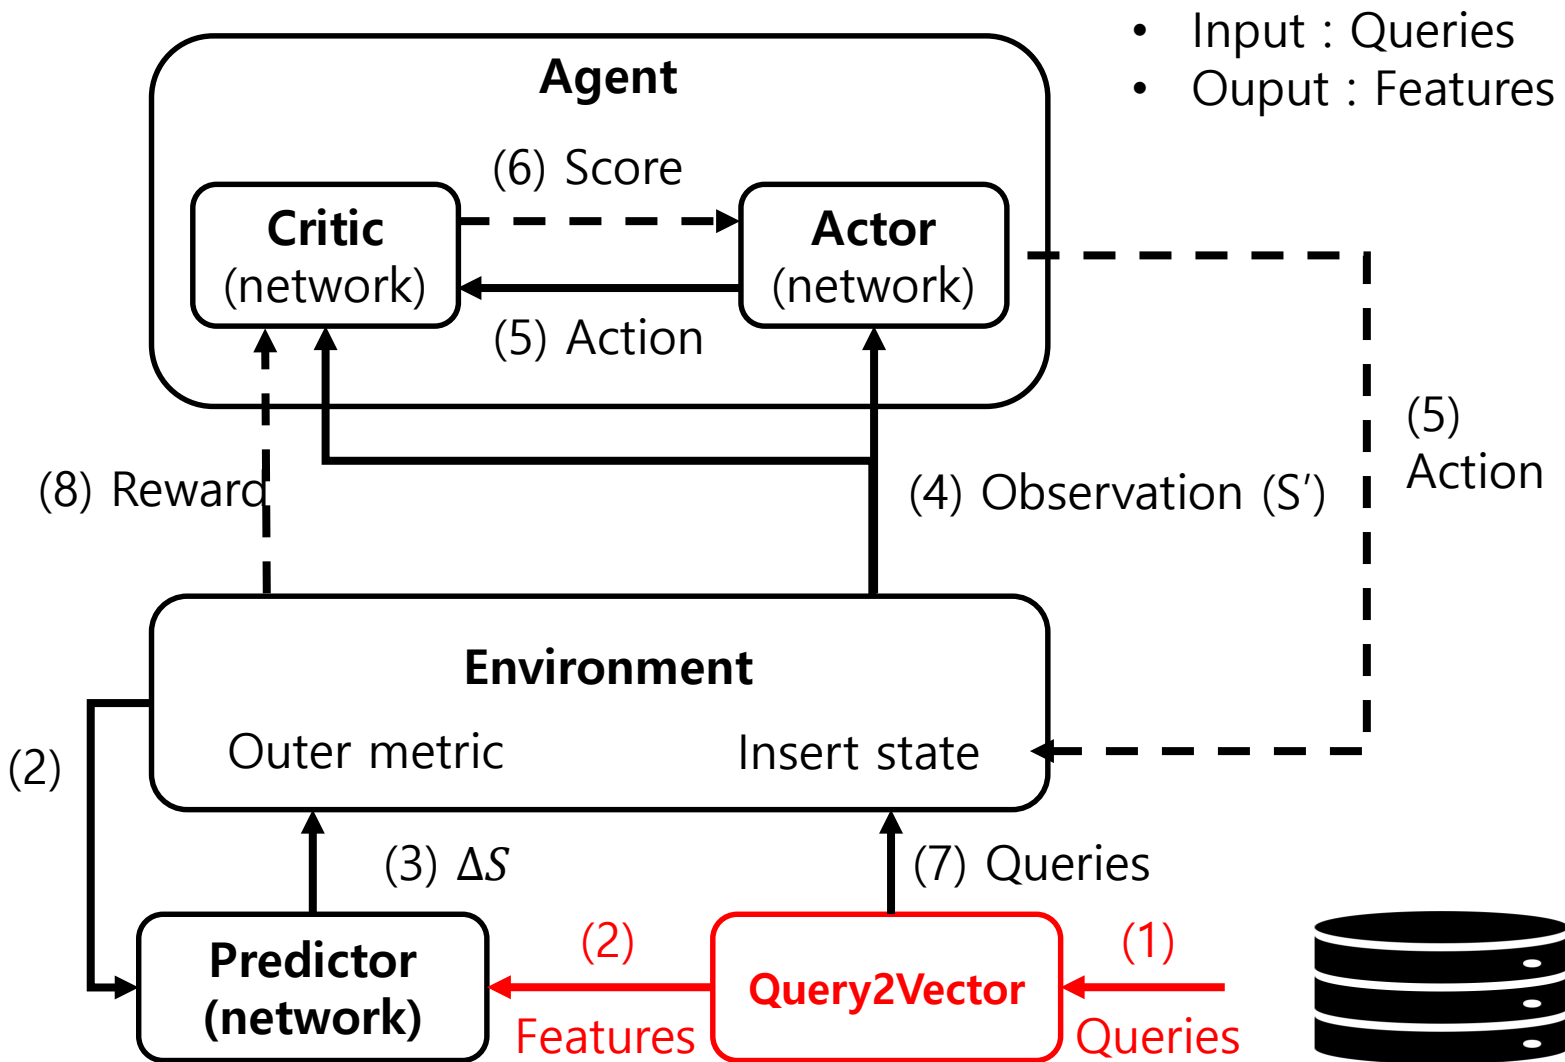 • Input : Queries
• Ouput : Features
Agent
(6) Score
Critic
(network)
Actor
(network)
(5) Action
(5)
Action
(8) Reward
(4) Observation (S′)
Environment
Outer metric
Insert state
(2)
(3) ΔS
(7) Queries
Predictor
(network)
(2)
Features
Query2Vector
(1)
Queries